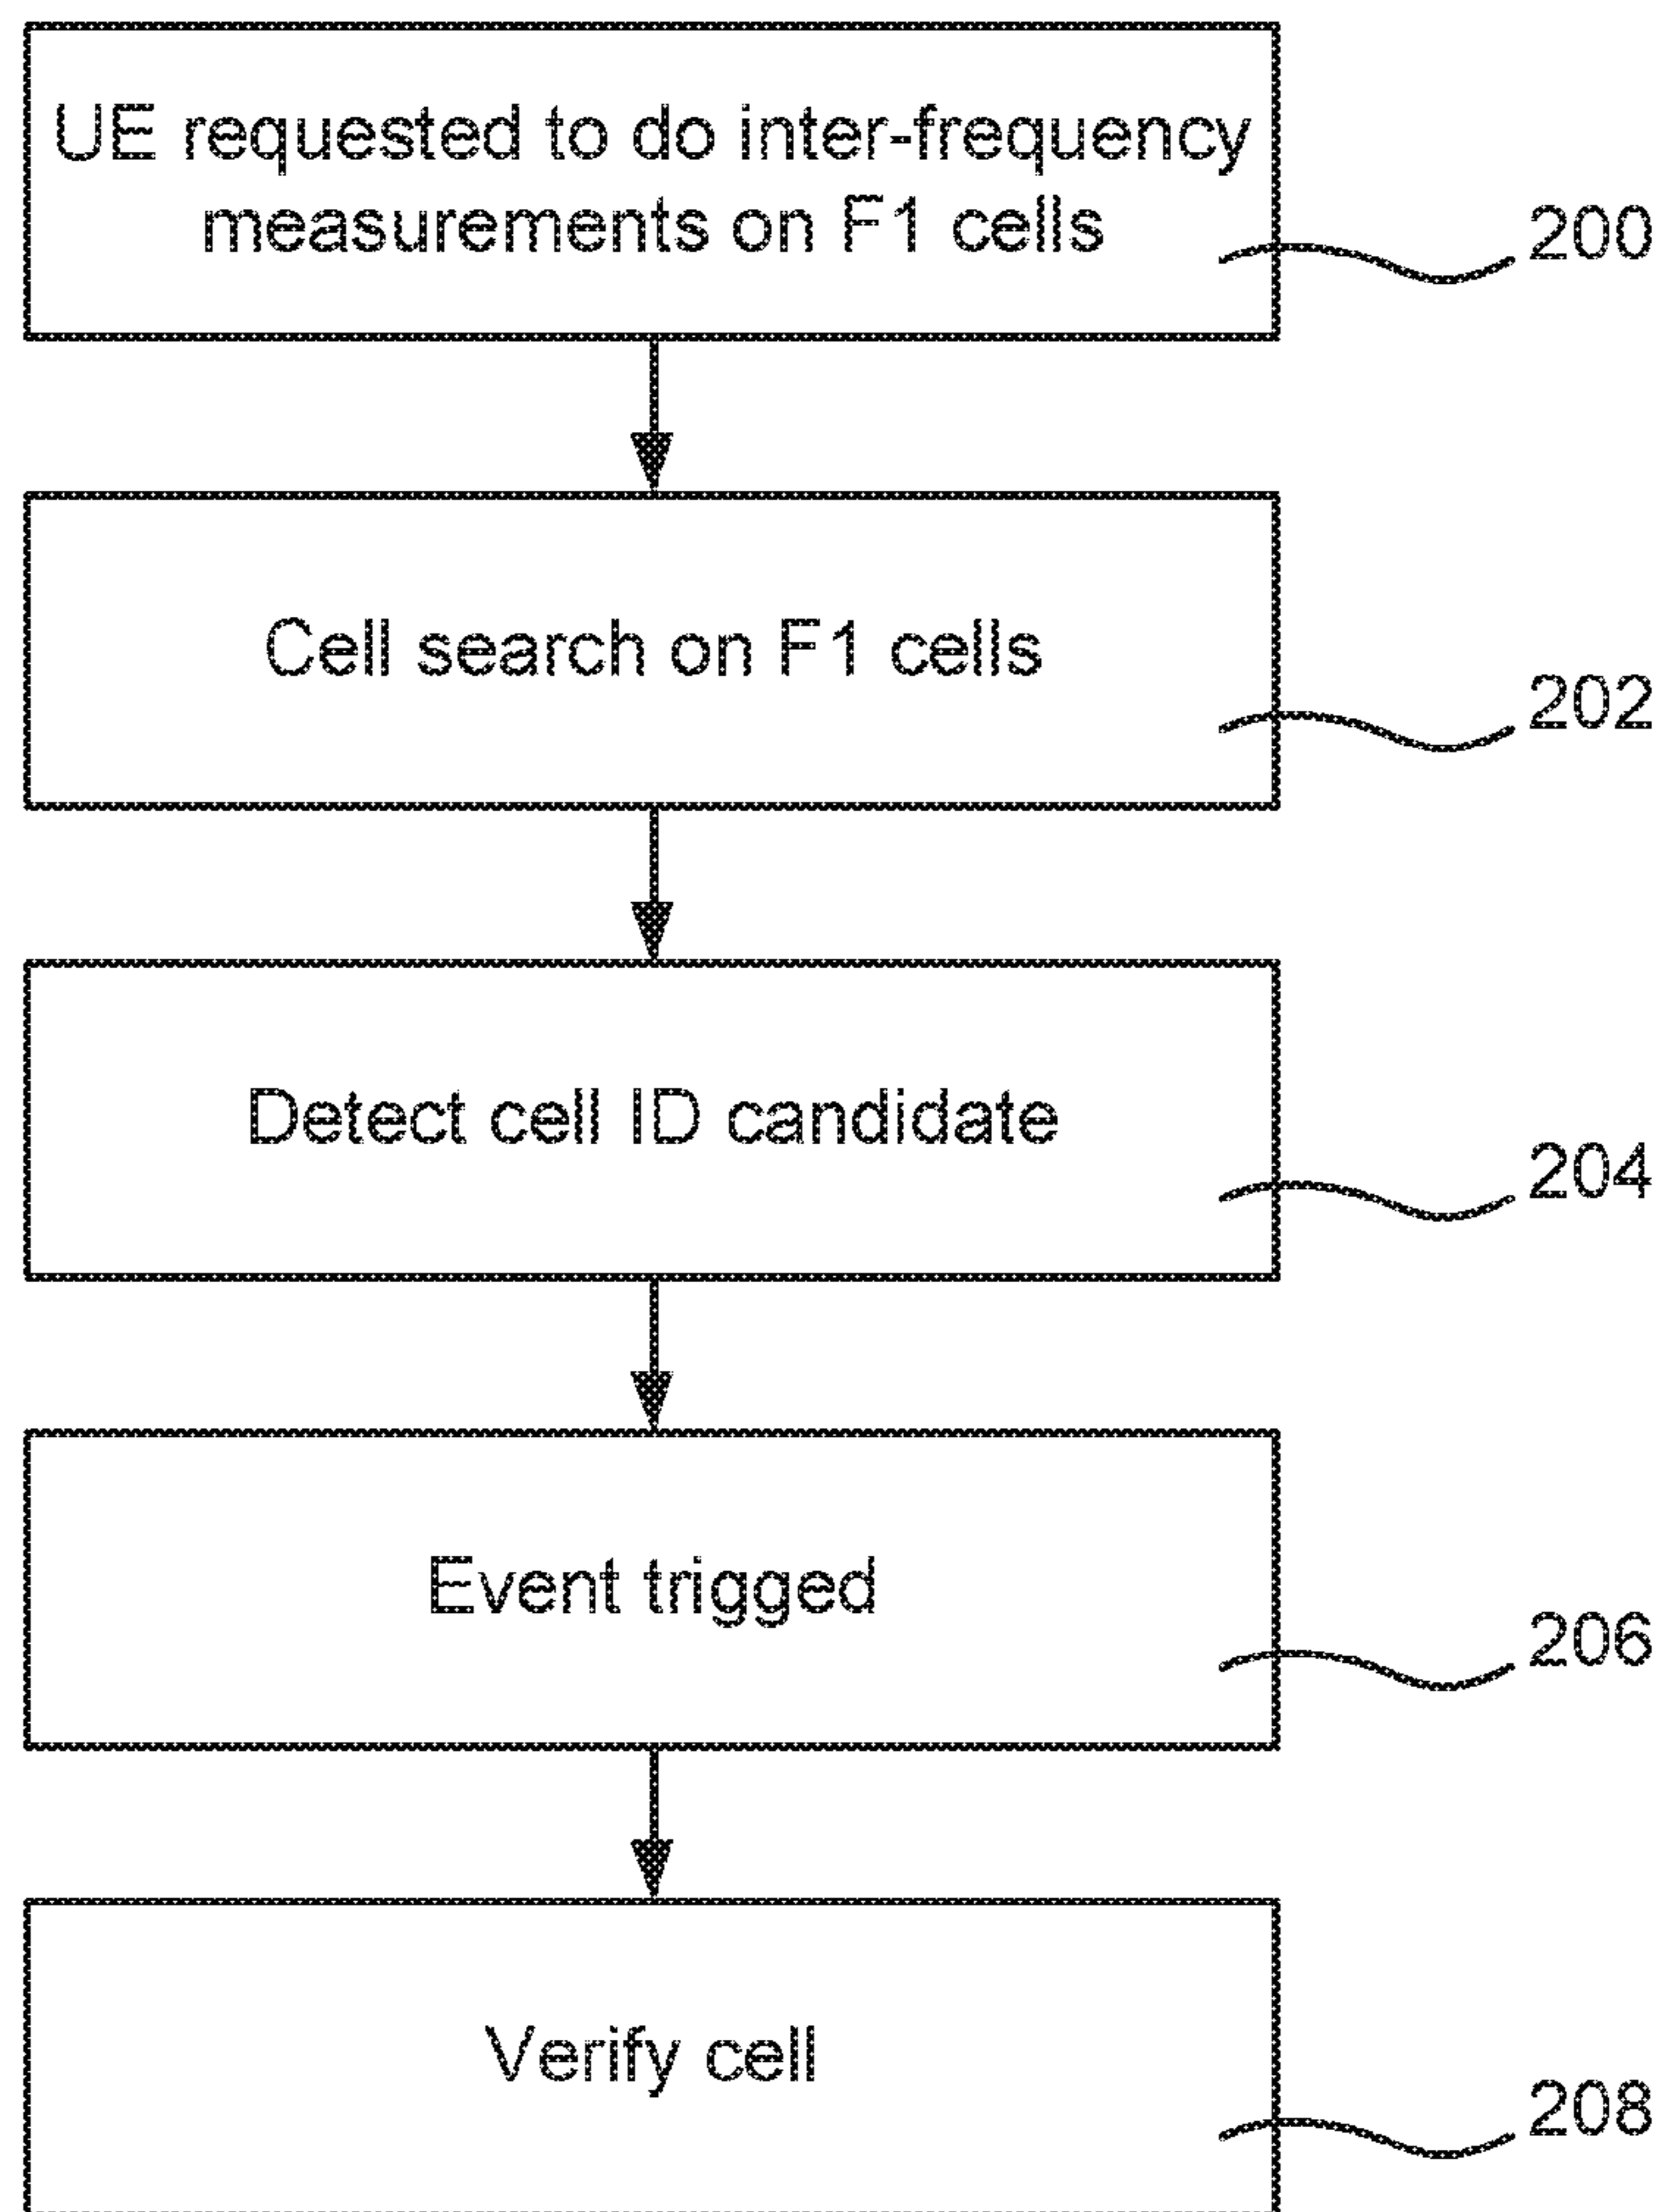 UE requested to do inter-frequency
measurements on F1 cells
200
Cell search on F1 cells
202
Detect cell ID candidate
204
Event trigged
206
Verify cell
208